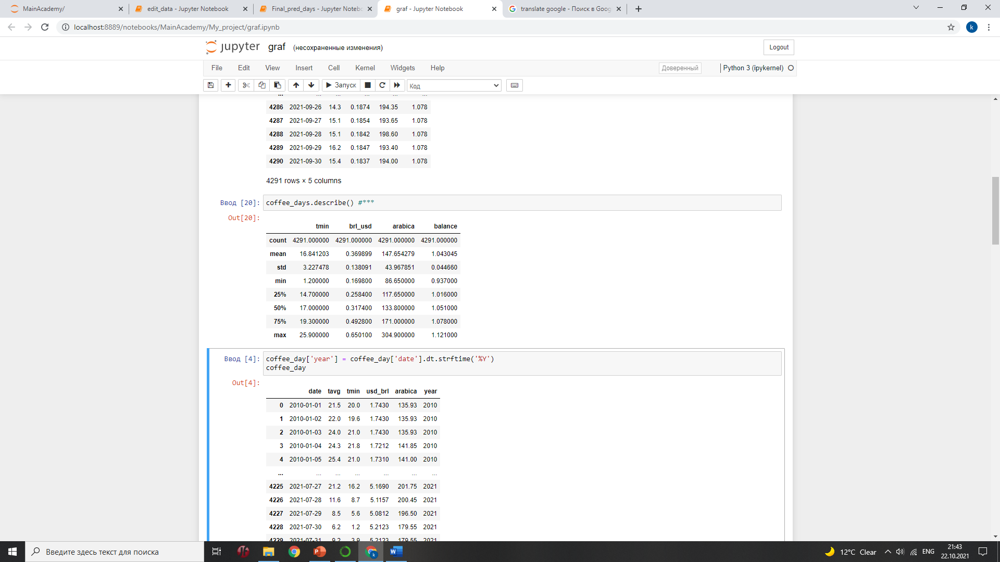 MainAcademy/
edit_data - Jupyter Notebook
Final_pred_days - Jupyter Noteb
graf - Jupyter Notebook
translate google - Поиск в Goog
localhost:8889/notebooks/MainAcademy/My_project/graf.ipynb
k
jupyter graf (несохраненные изменения)
Logout
File Edit View Insert Cell Kernel Widgets Help
Доверенный
Python 3 (ipykernel)
Запуск
Код
... ... ... ... ... ...
4286 2021-09-26 14.3 0.1874 194.35 1.078
4287 2021-09-27 15.1 0.1854 193.65 1.078
4288 2021-09-28 15.1 0.1842 198.60 1.078
4289 2021-09-29 16.2 0.1847 193.40 1.078
4290 2021-09-30 15.4 0.1837 194.00 1.078
4291 rows × 5 columns
Ввод [20]: coffee_days.describe() #***
Out[20]:
tmin brl_usd arabica balance
count 4291.000000 4291.000000 4291.000000 4291.000000
mean 16.841203 0.369899 147.654279 1.043045
std 3.227478 0.138091 43.967851 0.044660
min 1.200000 0.169800 86.650000 0.937000
25% 14.700000 0.258400 117.650000 1.016000
50% 17.000000 0.317400 133.800000 1.051000
75% 19.300000 0.492800 171.000000 1.078000
max 25.900000 0.650100 304.900000 1.121000
Ввод [4]: coffee_day['year'] = coffee_day['date'].dt.strftime('%Y')
coffee_day
Out[4]:
date tavg tmin usd_brl arabica year
0 2010-01-01 21.5 20.0 1.7430 135.93 2010
1 2010-01-02 22.0 19.6 1.7430 135.93 2010
2 2010-01-03 24.0 21.0 1.7430 135.93 2010
3 2010-01-04 24.3 21.8 1.7212 141.85 2010
4 2010-01-05 25.4 21.0 1.7310 141.00 2010
... ... ... ... ... ... ...
4225 2021-07-27 21.2 16.2 5.1690 201.75 2021
4226 2021-07-28 11.6 8.7 5.1157 200.45 2021
4227 2021-07-29 8.5 5.6 5.0812 196.50 2021
4228 2021-07-30 6.2 1.2 5.2123 179.55 2021
4229 2021-07-31 9.2 3.9 5.2123 179.55 2021
Введите здесь текст для поиска
12°C Clear
ENG
21:43
22.10.2021